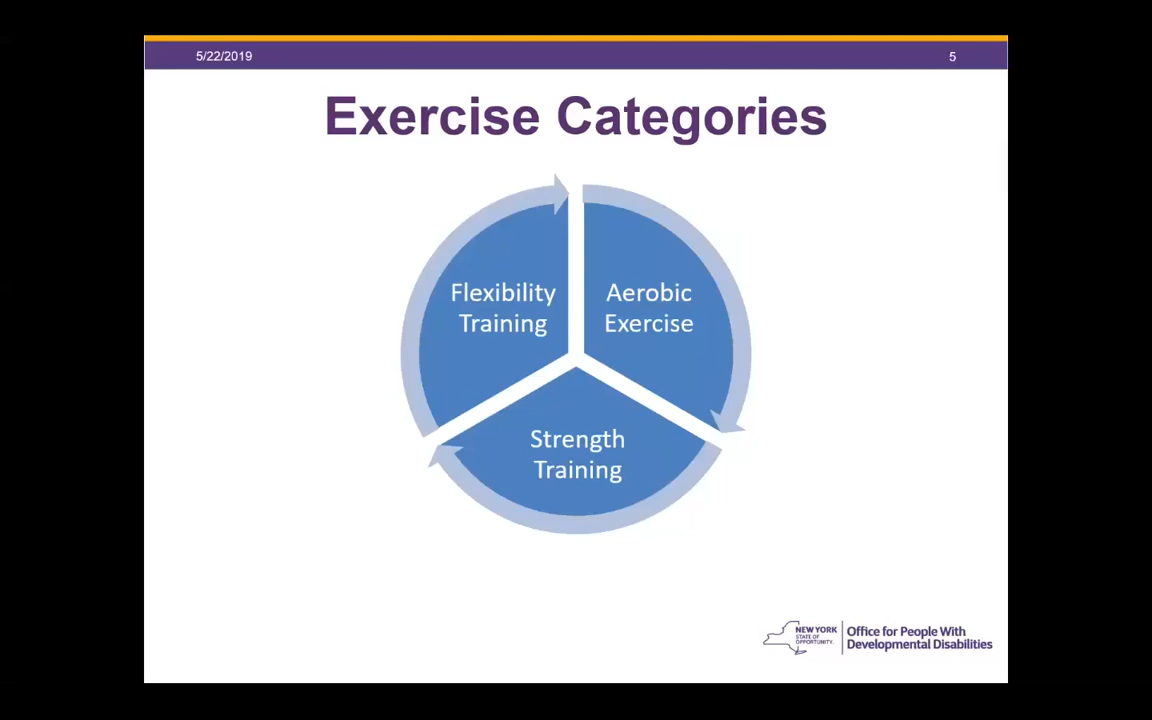 5/22/2019
5
Exercise Categories
Flexibility
Training
Aerobic
Exercise
Strength
Training
NEW YORK
STATE OF
OPPORTUNITY.
Office for People With
Developmental Disabilities